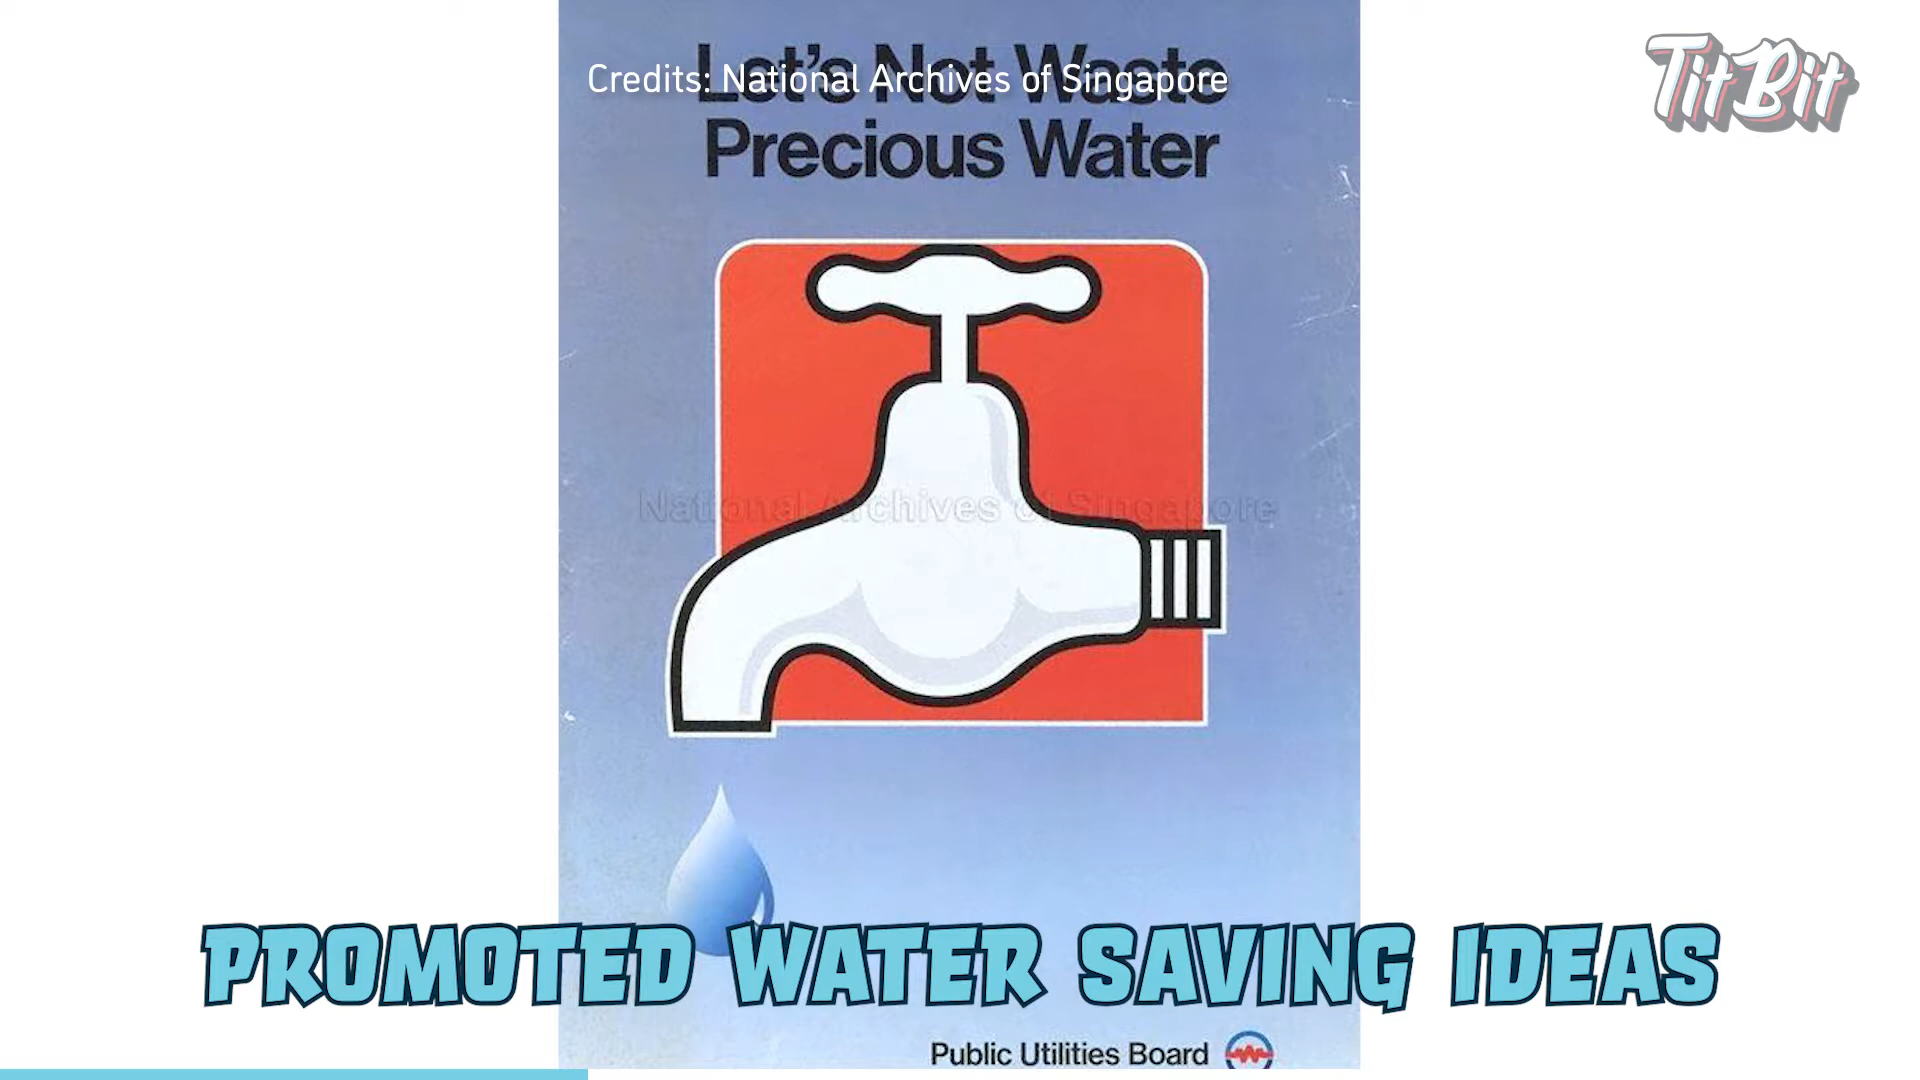 Let's Not Waste
Credits: National Archives of Singapore
Precious Water
TitBit
National Archives of Singapore
PROMOTED WATER SAVING IDEAS
Public Utilities Board